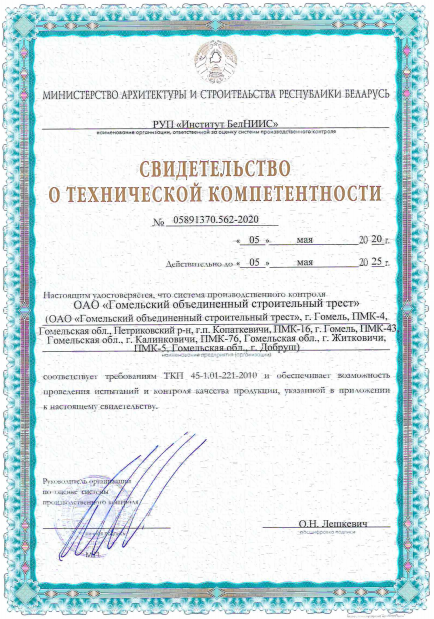 МИНИСТЕРСТВО АРХИТЕКТУРЫ И СТРОИТЕЛЬСТВА РЕСПУБЛИКИ БЕЛАРУСЬ
РУП «Институт БелНИИС»
наименование организации, ответственной за оценку системы производственного контроля
СВИДЕТЕЛЬСТВО
О ТЕХНИЧЕСКОЙ КОМПЕТЕНТНОСТИ
№ 05891370.562-2020
« 05 » мая 2020 г.
Действительно до « 05 » мая 2025 г.
Настоящим удостоверяется, что система производственного контроля
ОАО «Гомельский объединенный строительный трест»
(ОАО «Гомельский объединенный строительный трест», г. Гомель, ПМК-4,
Гомельская обл., Петриковский р-н, г.п. Копаткевичи, ПМК-16, г. Гомель, ПМК-43
Гомельская обл., г. Калинковичи, ПМК-76, Гомельская обл., г. Житковичи,
ПМК-5, Гомельская обл., г. Добруш)
наименование предприятия (организации)
соответствует требованиям ТКП 45-1.01-221-2010 и обеспечивает возможность
проведения испытаний и контроля качества продукции, указанной в приложении
к настоящему свидетельству.
Руководитель организации
по оценке системы
производственного контроля
О.Н. Лешкевич
расшифровка подписи
М.П.